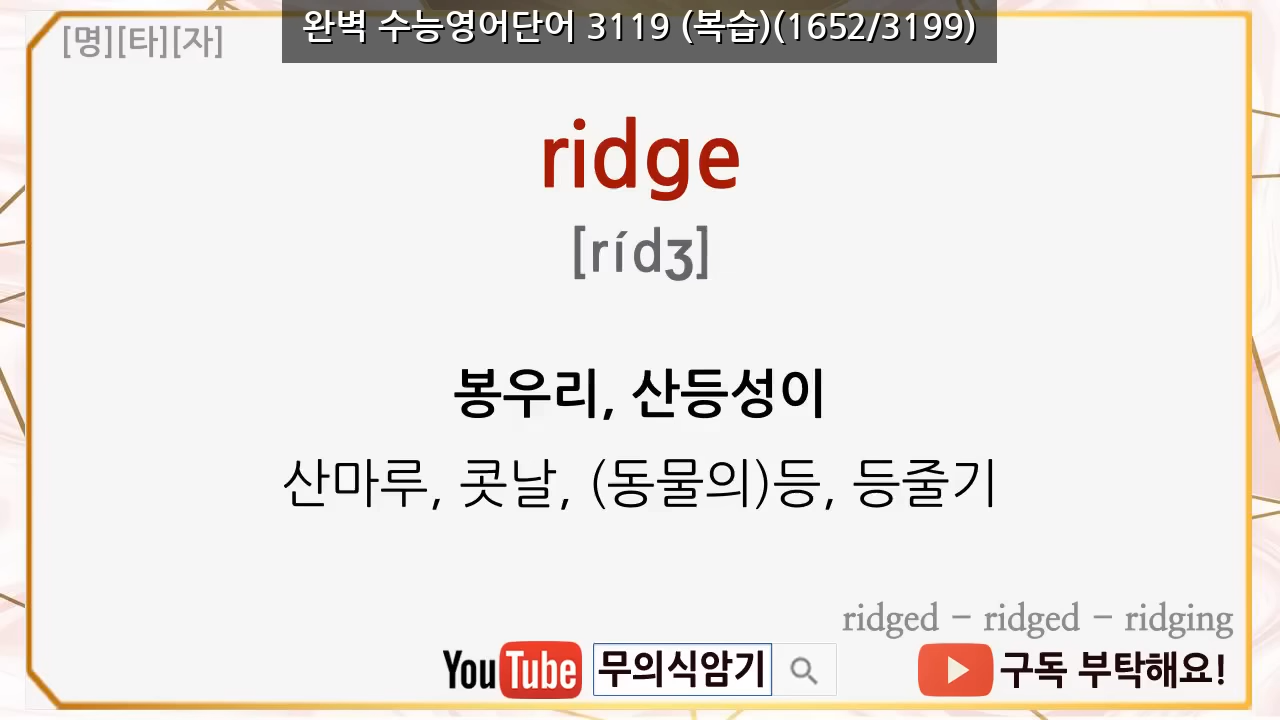 완벽 수능영어단어 3119 (복습)(1652/3199)
[명][타][자]
ridge
[rídʒ]
봉우리, 산등성이
산마루, 콧날, (동물의)등, 등줄기
ridged – ridged – ridging
YouTube 무의식암기 구독 부탁해요!